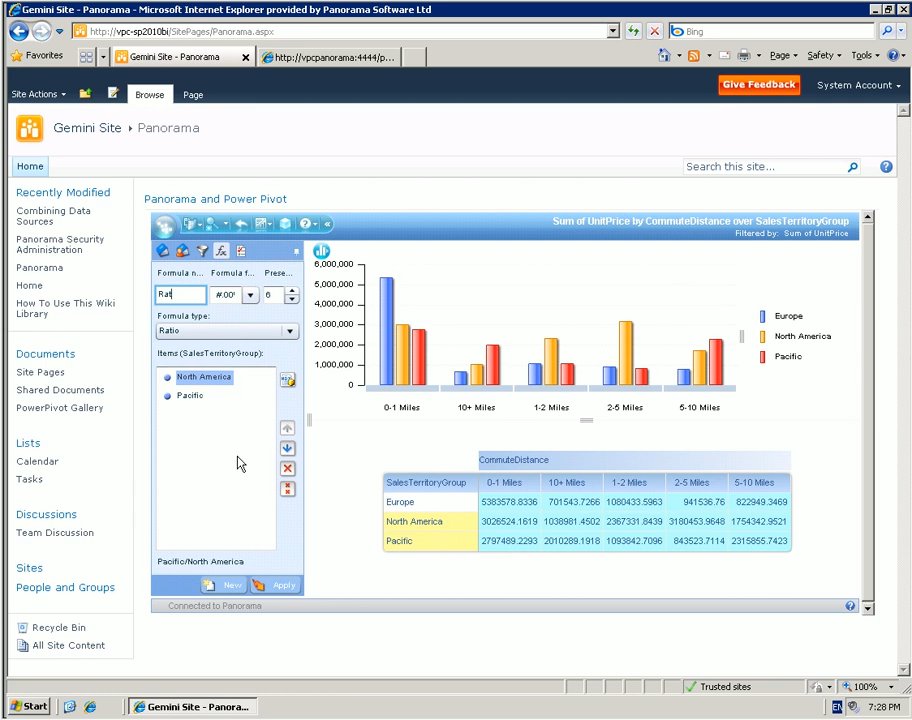 Gemini Site - Panorama - Microsoft Internet Explorer provided by Panorama Software Ltd
http://vpc-sp2010bi/SitePages/Panorama.aspx
Bing
Favorites
Gemini Site - Panorama
http://vpcpanorama:4444/p...
Page
Safety
Tools
Site Actions
Browse
Page
Give Feedback
System Account
Gemini Site
Panorama
Home
Search this site...
Recently Modified
Combining Data
Sources
Panorama Security
Administration
Panorama
Home
How To Use This Wiki
Library
Documents
Site Pages
Shared Documents
PowerPivot Gallery
Lists
Calendar
Tasks
Discussions
Team Discussion
Sites
People and Groups
Recycle Bin
All Site Content
Panorama and Power Pivot
Sum of UnitPrice by CommuteDistance over SalesTerritoryGroup
Filtered by: Sum of UnitPrice
Formula n... Formula f... Prese...
Rat #.00' 6
Formula type:
Ratio
Items (SalesTerritoryGroup):
North America
Pacific
Pacific/North America
New Apply
6,000,000
5,000,000
4,000,000
3,000,000
2,000,000
1,000,000
0
0-1 Miles 10+ Miles 1-2 Miles 2-5 Miles 5-10 Miles
Europe
North America
Pacific
CommuteDistance
SalesTerritoryGroup 0-1 Miles 10+ Miles 1-2 Miles 2-5 Miles 5-10 Miles
Europe 5383578.8336 701543.7266 1080433.5963 941536.76 822949.3469
North America 3026524.1619 1038981.4502 2367331.8439 3180453.9648 1754342.9521
Pacific 2797489.2293 2010289.1918 1093842.7096 843523.7114 2315855.7423
Connected to Panorama
Trusted sites
100%
Start
Gemini Site - Panora...
EN
7:28 PM